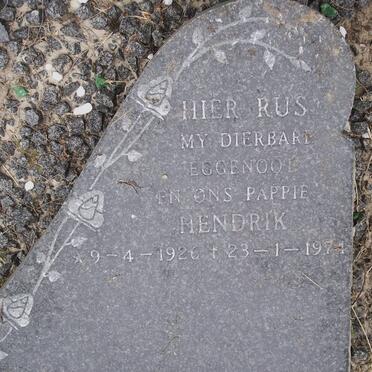 HIER RUS
MY DIERBARE
EGGENOOT
EN ONS PAPPIE
HENDRIK
* 9-4-1926 † 23-1-1974